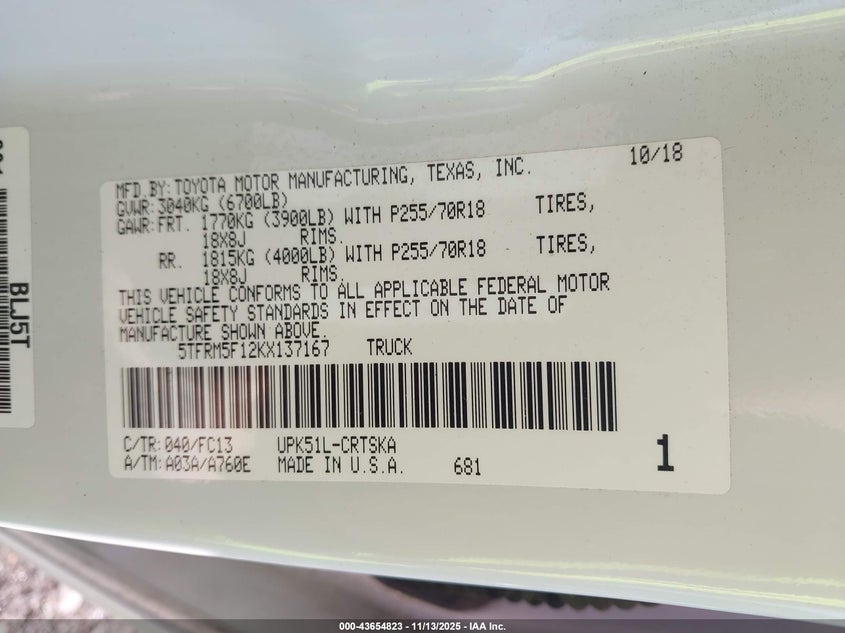 MFD.BY:TOYOTA MOTOR MANUFACTURING, TEXAS, INC. 10/18
GVWR:3040KG (6700LB)
GAWR:FRT. 1770KG (3900LB) WITH P255/70R18 TIRES,
18X8J RIMS.
RR. 1815KG (4000LB) WITH P255/70R18 TIRES,
18X8J RIMS.
THIS VEHICLE CONFORMS TO ALL APPLICABLE FEDERAL MOTOR
VEHICLE SAFETY STANDARDS IN EFFECT ON THE DATE OF
MANUFACTURE SHOWN ABOVE.
5TFRM5F12KX137167 TRUCK
C/TR:040/FC13 UPK51L-CRTSKA
A/TM:A03A/A760E MADE IN U.S.A. 681 1
BLJ5T
000-43654823 - 11/13/2025 - IAA Inc.